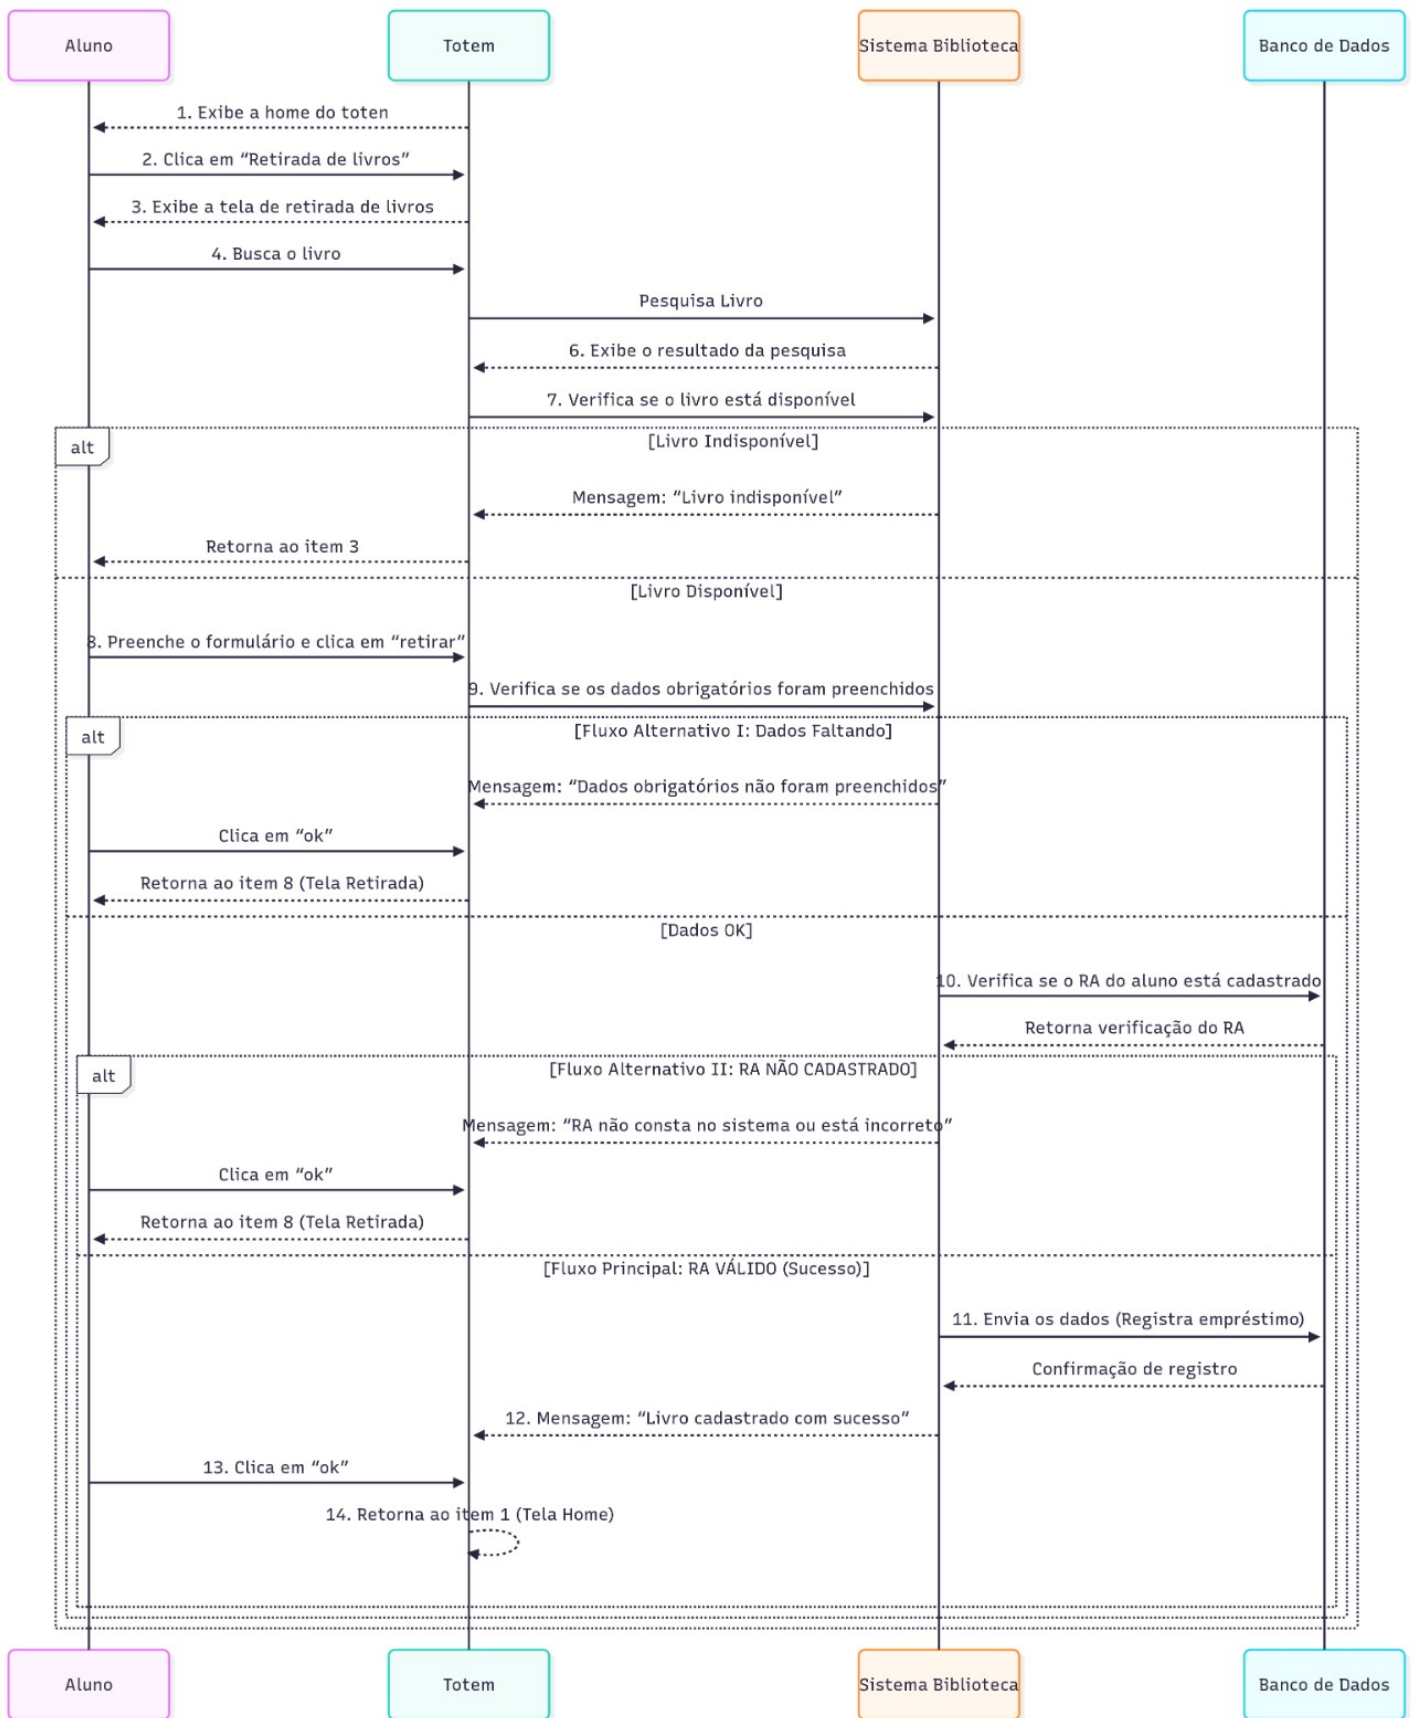 Aluno
Totem
Sistema Biblioteca
Banco de Dados
1. Exibe a home do toten
2. Clica em “Retirada de livros”
3. Exibe a tela de retirada de livros
4. Busca o livro
Pesquisa Livro
6. Exibe o resultado da pesquisa
7. Verifica se o livro está disponível
alt
[Livro Indisponível]
Mensagem: “Livro indisponível”
Retorna ao item 3
[Livro Disponível]
8. Preenche o formulário e clica em “retirar”
9. Verifica se os dados obrigatórios foram preenchidos
alt
[Fluxo Alternativo I: Dados Faltando]
Mensagem: “Dados obrigatórios não foram preenchidos”
Clica em “ok”
Retorna ao item 8 (Tela Retirada)
[Dados OK]
10. Verifica se o RA do aluno está cadastrado
Retorna verificação do RA
alt
[Fluxo Alternativo II: RA NÃO CADASTRADO]
Mensagem: “RA não consta no sistema ou está incorreto”
Clica em “ok”
Retorna ao item 8 (Tela Retirada)
[Fluxo Principal: RA VÁLIDO (Sucesso)]
11. Envia os dados (Registra empréstimo)
Confirmação de registro
12. Mensagem: “Livro cadastrado com sucesso”
13. Clica em “ok”
14. Retorna ao item 1 (Tela Home)
Aluno
Totem
Sistema Biblioteca
Banco de Dados